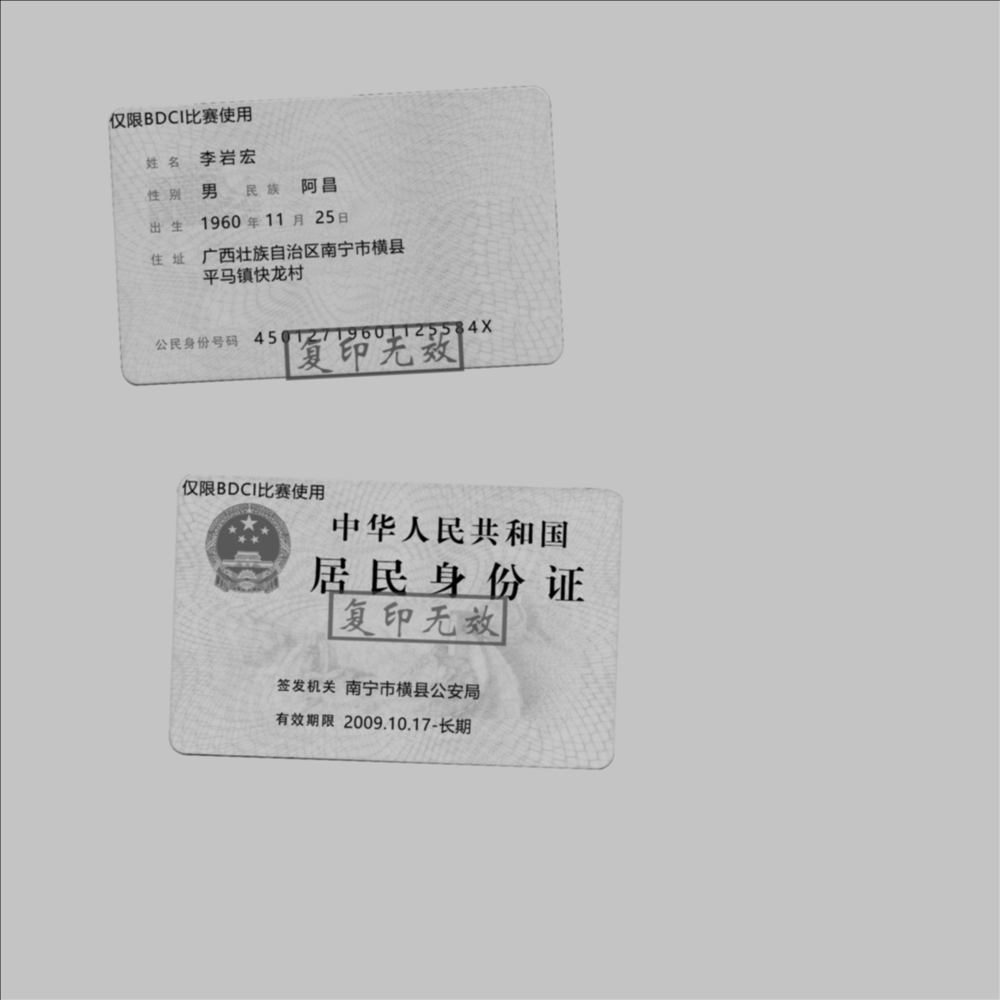 仅限BDCI比赛使用
姓名 李岩宏
性别 男 民族 阿昌
出生 1960 年 11 月 25 日
住址 广西壮族自治区南宁市横县
平马镇快龙村
公民身份号码 45012719601125584X
复印无效
仅限BDCI比赛使用
中华人民共和国
居民身份证
复印无效
签发机关 南宁市横县公安局
有效期限 2009.10.17-长期